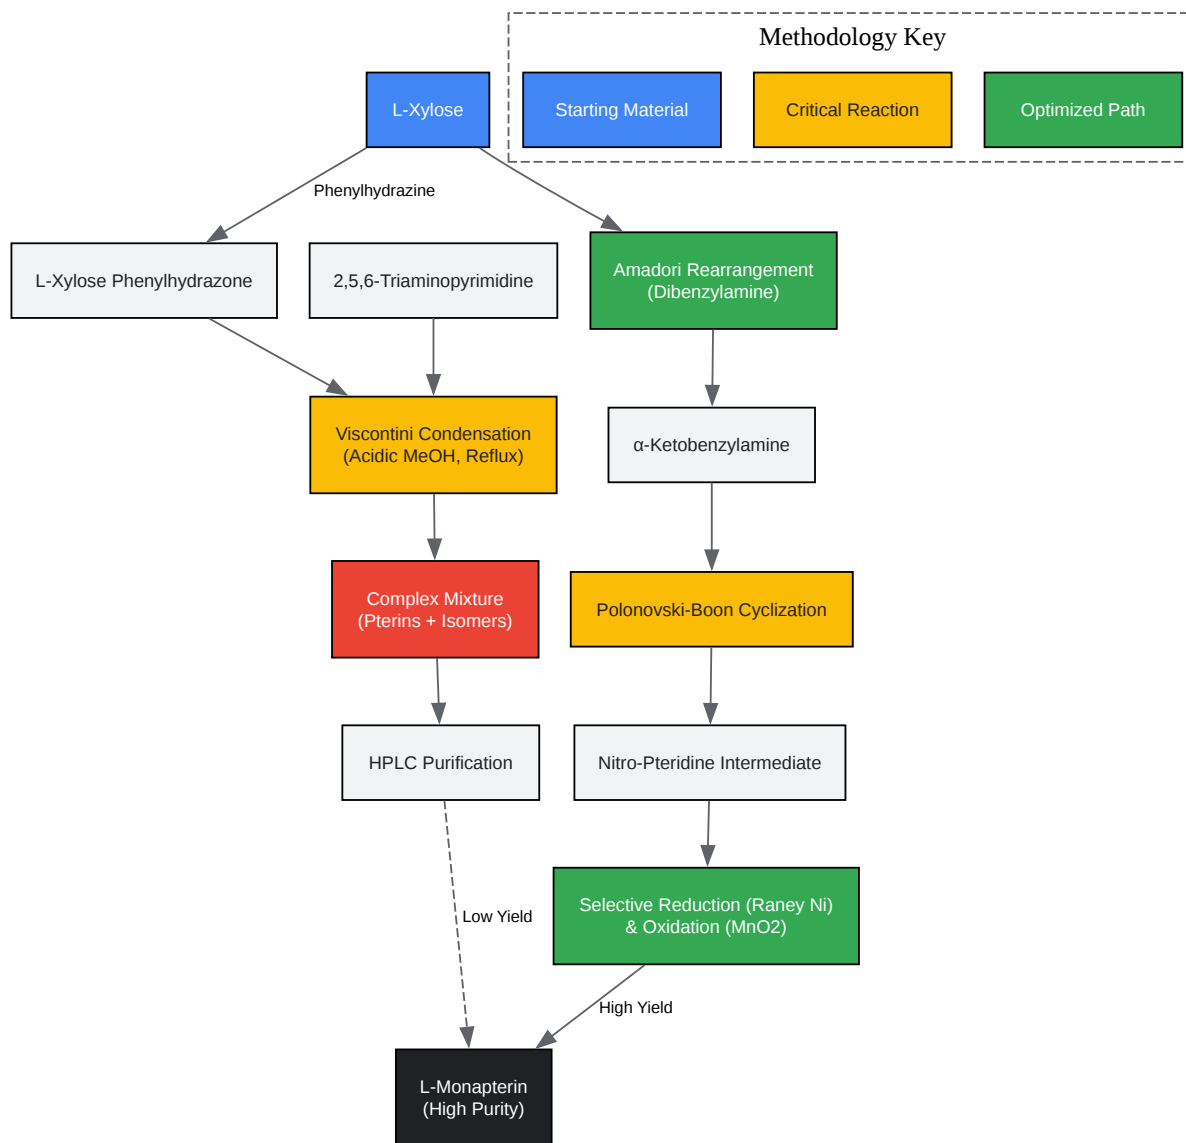 Methodology Key
L-Xylose
Starting Material
Critical Reaction
Optimized Path
Phenylhydrazine
L-Xylose Phenylhydrazone
2,5,6-Triaminopyrimidine
Amadori Rearrangement
(Dibenzylamine)
Viscontini Condensation
(Acidic MeOH, Reflux)
α-Ketobenzylamine
Complex Mixture
(Pterins + Isomers)
Polonovski-Boon Cyclization
HPLC Purification
Nitro-Pteridine Intermediate
Selective Reduction (Raney Ni)
& Oxidation (MnO2)
Low Yield
High Yield
L-Monapterin
(High Purity)